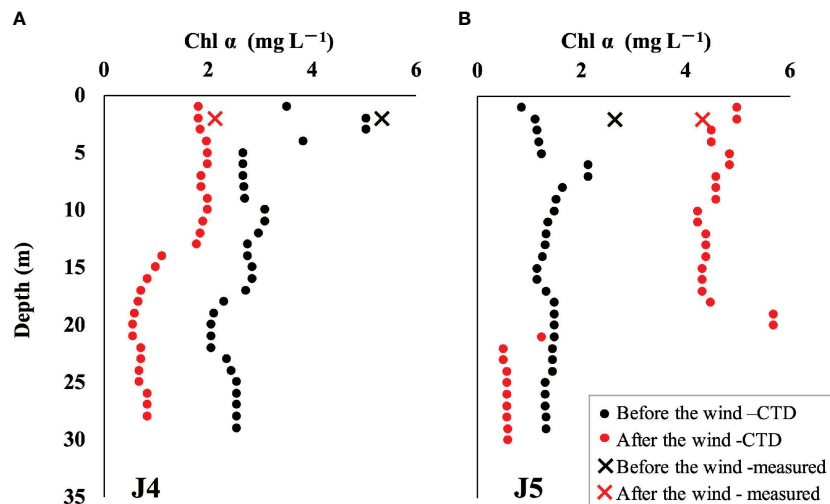 A
Chl α (mg L−1)
0 2 4 6
0
5
10
15
20
25
30
35
Depth (m)
J4
B
Chl α (mg L−1)
0 2 4 6
J5
Before the wind –CTD
After the wind -CTD
Before the wind -measured
After the wind - measured